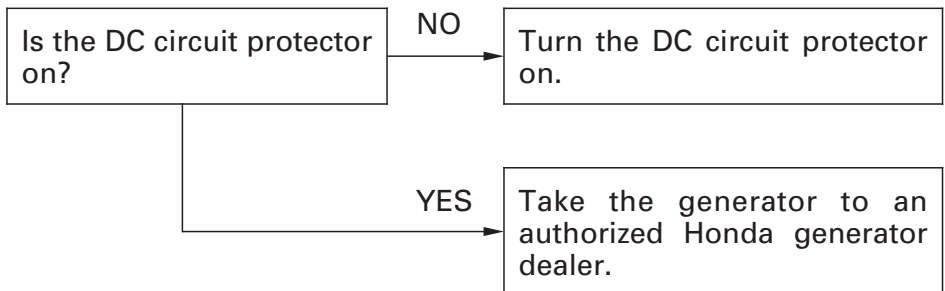 Is the DC circuit protector
on?
NO
Turn the DC circuit protector
on.
YES
Take the generator to an
authorized Honda generator
dealer.